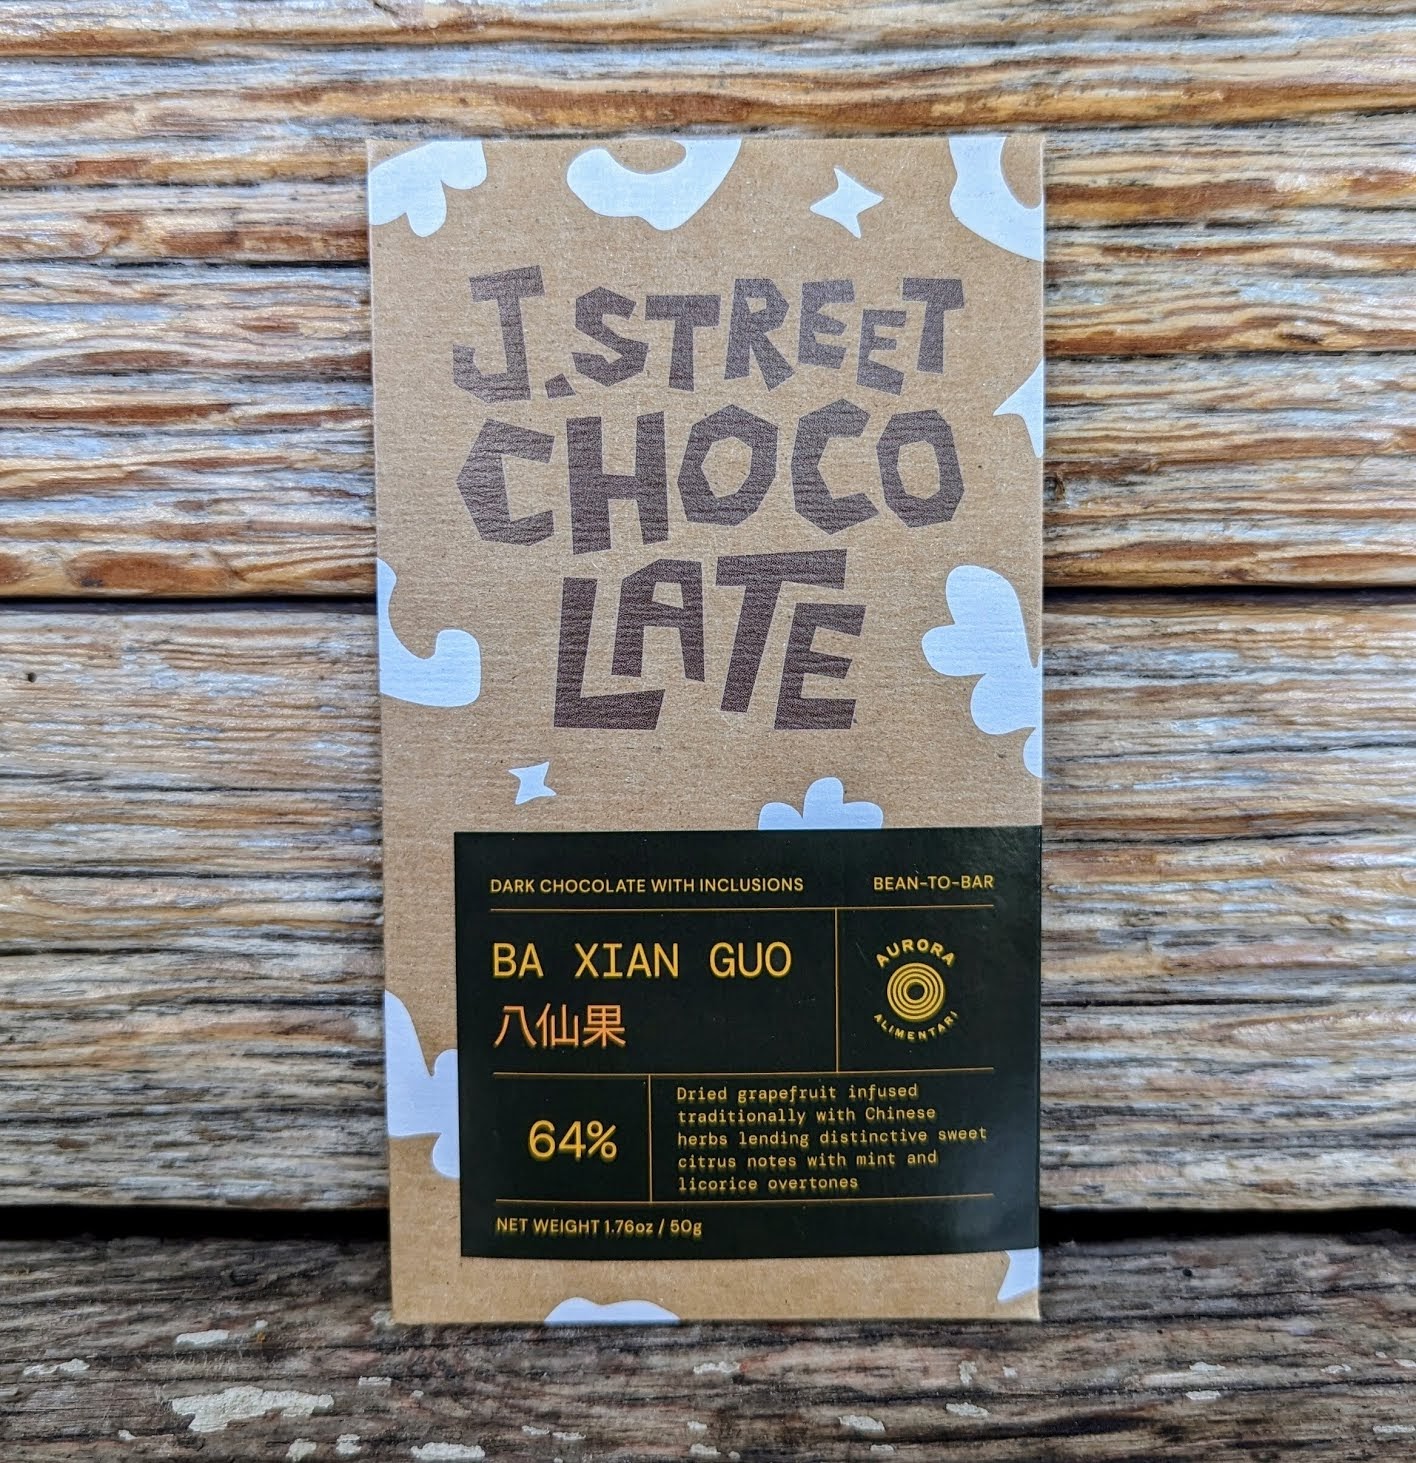 J.STREET
CHOCO
LATE
DARK CHOCOLATE WITH INCLUSIONS
BEAN-TO-BAR
BA XIAN GUO
八仙果
AURORA
ALIMENTARI
64%
Dried grapefruit infused
traditionally with Chinese
herbs lending distinctive sweet
citrus notes with mint and
licorice overtones
NET WEIGHT 1.76oz / 50g